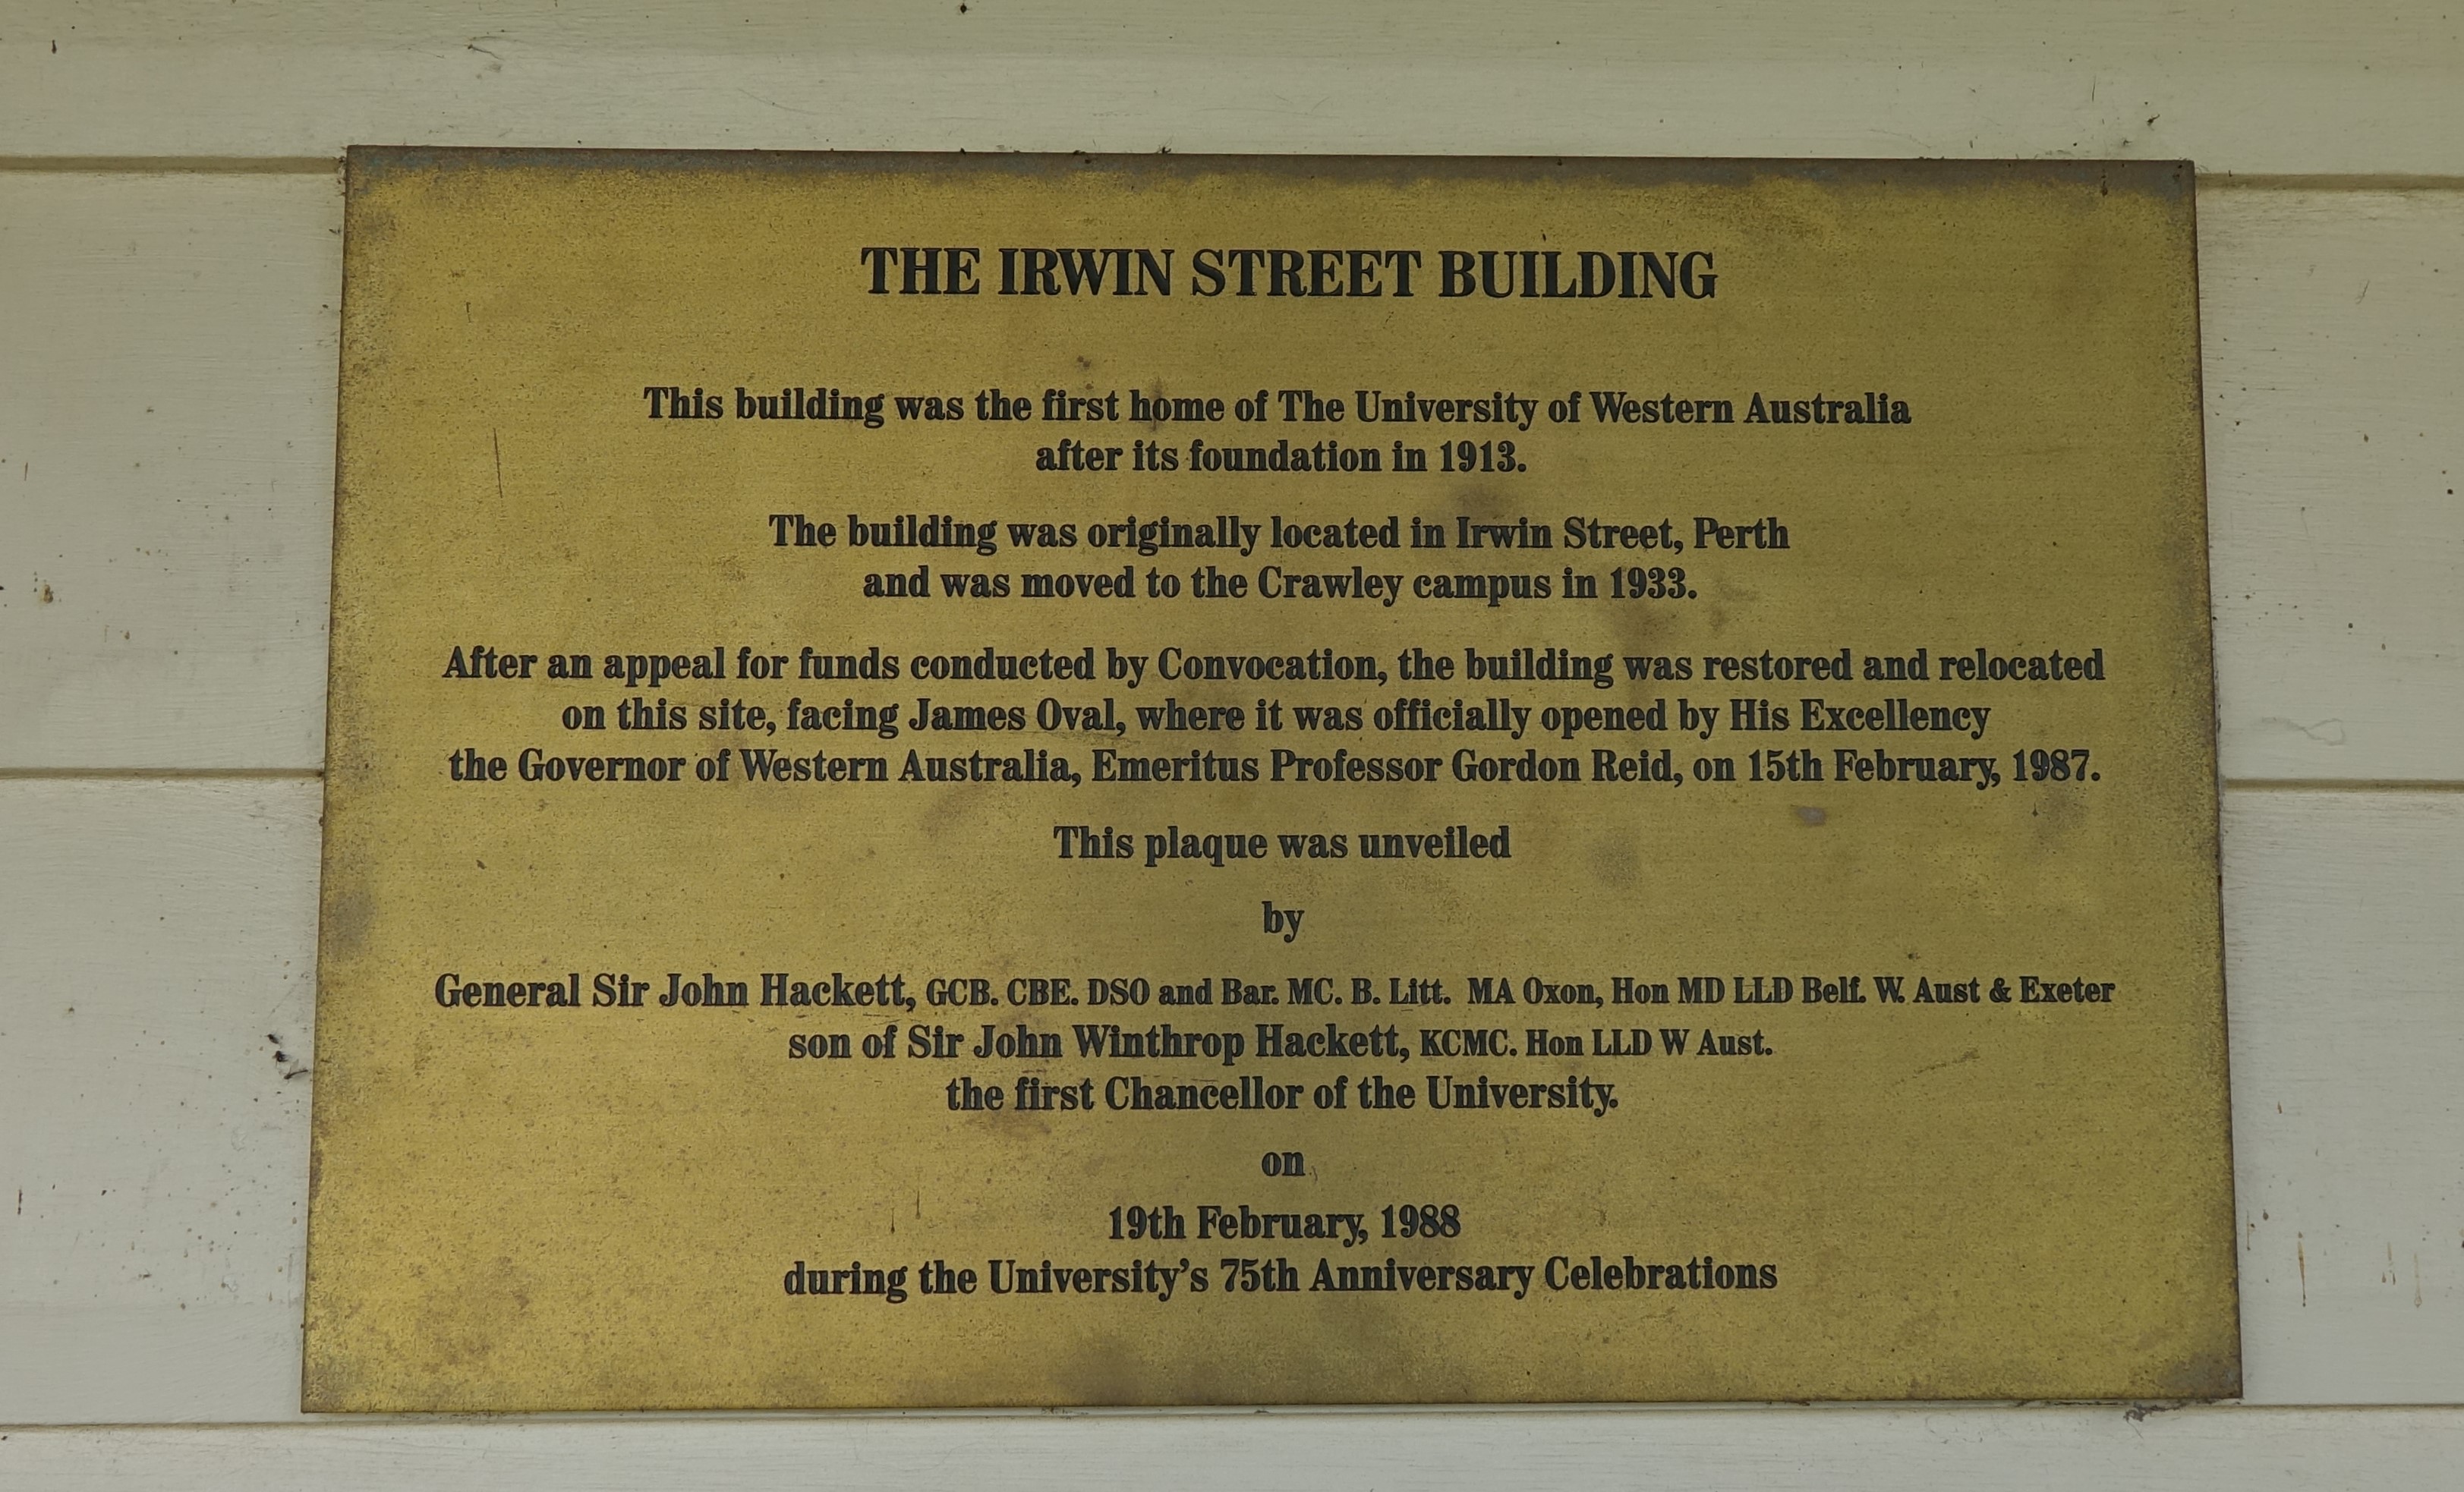 THE IRWIN STREET BUILDING
This building was the first home of The University of Western Australia
after its foundation in 1913.
The building was originally located in Irwin Street, Perth
and was moved to the Crawley campus in 1933.
After an appeal for funds conducted by Convocation, the building was restored and relocated
on this site, facing James Oval, where it was officially opened by His Excellency
the Governor of Western Australia, Emeritus Professor Gordon Reid, on 15th February, 1987.
This plaque was unveiled
by
General Sir John Hackett, GCB. CBE. DSO and Bar. MC. B. Litt. MA Oxon, Hon MD LLD Belf. W. Aust & Exeter
son of Sir John Winthrop Hackett, KCMC. Hon LLD W Aust.
the first Chancellor of the University.
on
19th February, 1988
during the University's 75th Anniversary Celebrations